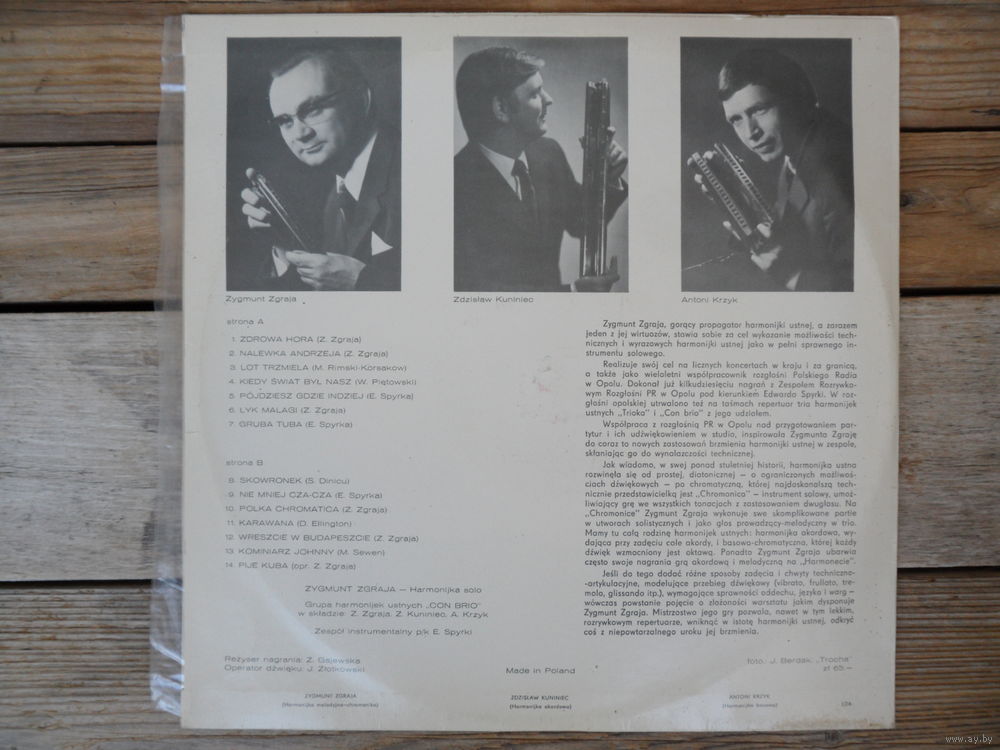 Zygmunt Zgraja
Zdzisław Kuniniec
Antoni Krzyk
strona A
1. ZDROWA HORA (Z. Zgraja)
2. NALEWKA ANDRZEJA (Z. Zgraja)
3. LOT TRZMIELA (M. Rimski-Korsakow)
4. KIEDY ŚWIAT BYŁ NASZ (W. Piętowski)
5. PÓJDZIESZ GDZIE INDZIEJ (E. Spyrka)
6. ŁYK MALAGI (Z. Zgraja)
7. GRUBA TUBA (E. Spyrka)
strona B
8. SKOWRONEK (S. Dinicu)
9. NIE MNIEJ CZA-CZA (E. Spyrka)
10. POLKA CHROMATICA (Z. Zgraja)
11. KARAWANA (D. Ellington)
12. WRESZCIE W BUDAPESZCIE (Z. Zgraja)
13. KOMINIARZ JOHNNY (M. Sewen)
14. PIJE KUBA (opr. Z. Zgraja)
ZYGMUNT ZGRAJA — Harmonijka solo
Grupa harmonijek ustnych „CON BRIO”
w składzie: Z. Zgraja, Z. Kuniniec, A. Krzyk
Zespół instrumentalny p/k E. Spyrki
Zygmunt Zgraja, gorący propagator harmonijki ustnej, a zarazem
jeden z jej wirtuozów, stawia sobie za cel wykazanie możliwości tech-
nicznych i wyrazowych harmonijki ustnej jako w pełni sprawnego in-
strumentu solowego.
Realizuje swój cel na licznych koncertach w kraju i za granicą,
a także jako wieloletni współpracownik rozgłośni Polskiego Radia
w Opolu. Dokonał już kilkudziesięciu nagrań z Zespołem Rozrywko-
wym Rozgłośni PR w Opolu pod kierunkiem Edwarda Spyrki. W roz-
głośni opolskiej utrwalono też na taśmach repertuar tria harmonijek
ustnych „Trioka” i „Con brio” z jego udziałem.
Współpraca z rozgłośnią PR w Opolu nad przygotowaniem par-
tytur i ich udźwiękowieniem w studio, inspirowała Zygmunta Zgraję
do coraz to nowych zastosowań brzmienia harmonijki ustnej w zespole,
skłaniając go do wynalazczości technicznej.
Jak wiadomo, w swej ponad stuletniej historii, harmonijka ustna
rozwinęła się od prostej, diatonicznej — o ograniczonych możliwoś-
ciach dźwiękowych — po chromatyczną, której najdoskonalszą tech-
nicznie przedstawicielką jest „Chromonica” — instrument solowy, umoż-
liwiający grę we wszystkich tonacjach z zastosowaniem dwugłosu. Na
„Chromonice” Zygmunt Zgraja wykonuje swe skomplikowane partie
w utworach solistycznych i jako głos prowadzący-melodyczny w trio.
Mamy tu całą rodzinę harmonijek ustnych: harmonijka akordowa, wy-
dająca przy zadęciu całe akordy, i basowo-chromatyczna, której każdy
dźwięk wzmocniony jest oktawą. Ponadto Zygmunt Zgraja ubarwia
często swoje nagrania grą akordową i melodyczną na „Harmonecie”.
Jeśli do tego dodać różne sposoby zadęcia i chwyty techniczno-
-artykulacyjne, modelujące przebieg dźwiękowy (vibrato, frullato, tre-
molo, glissando itp.), wymagające sprawności oddechu, języka i warg —
wówczas powstanie pojęcie o złożoności warsztatu jakim dysponuje
Zygmunt Zgraja. Mistrzostwo jego gry pozwala, nawet w tym lekkim,
rozrywkowym repertuarze, wniknąć w istotę harmonijki ustnej, odkryć
coś z niepowtarzalnego uroku jej brzmienia.
Reżyser nagrania: Z. Gajewska
Operator dźwięku: J. Złotkowski
Made in Poland
foto.: J. Berdak, „Trocha”
zł 65.—
ZYGMUNT ZGRAJA
(Harmonijka melodyjna-chromatyka)
ZDZISŁAW KUNINIEC
(Harmonijka akordowa)
ANTONI KRZYK
(Harmonijka basowa)
www.ay.by